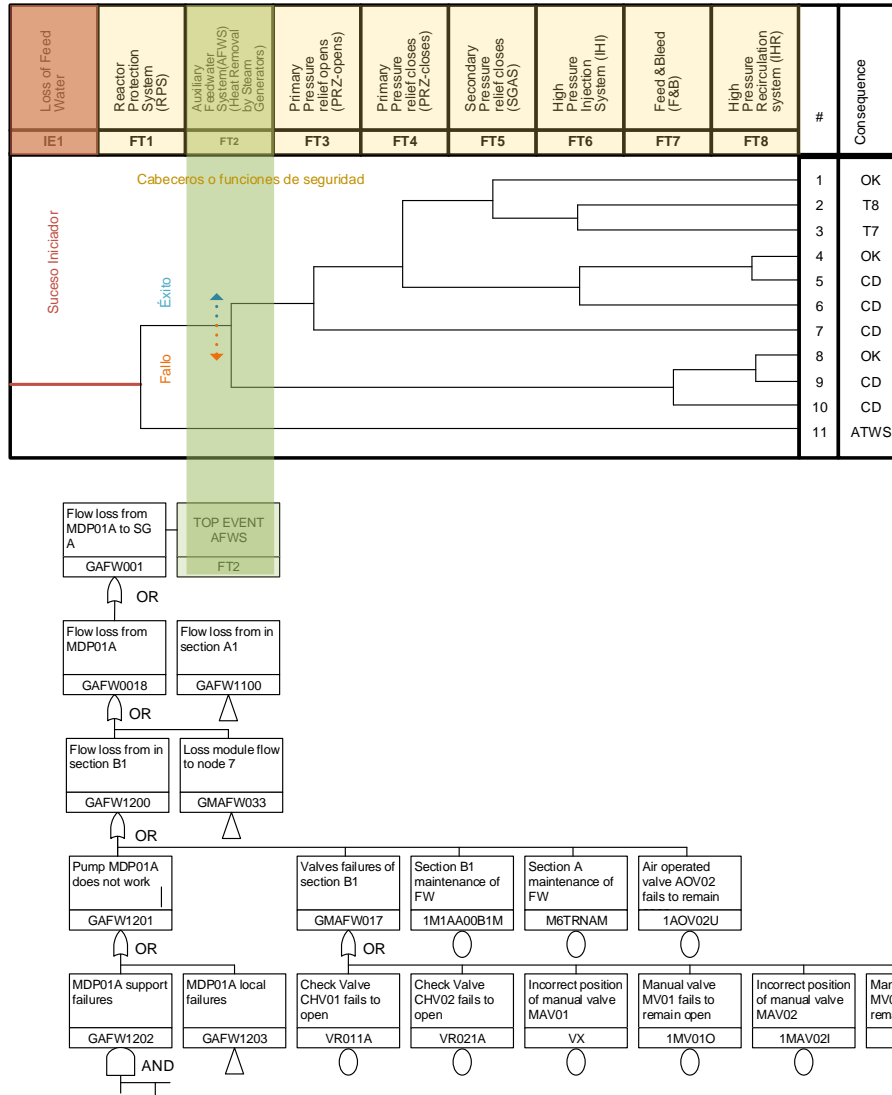 Loss of Feed
Water
IE1
Reactor
Protection
System
(RPS)
FT1
Auxiliary
Feedwater
System(AFWS)
(Heat Removal
by Steam
Generators)
FT2
Primary
Pressure
relief opens
(PRZ-opens)
FT3
Primary
Pressure
relief closes
(PRZ-closes)
FT4
Secondary
Pressure
relief closes
(SGAS)
FT5
High
Pressure
Injection
System (IHI)
FT6
Feed &Bleed
(F&B)
FT7
High
Pressure
Recirculation
system (IHR)
FT8
#
Consequence
Cabeceros o funciones de seguridad
Suceso Iniciador
Éxito
Fallo
1 OK
2 T8
3 T7
4 OK
5 CD
6 CD
7 CD
8 OK
9 CD
10 CD
11 ATWS
Flow loss from
MDP01A to SG
A
GAFW001
TOP EVENT
AFWS
FT2
OR
Flow loss from
MDP01A
GAFW0018
Flow loss from in
section A1
GAFW1100
OR
Flow loss from in
section B1
GAFW1200
Loss module flow
to node 7
GMAFW033
OR
Pump MDP01A
does not work
GAFW1201
Valves failures of
section B1
GMAFW017
Section B1
maintenance of
FW
1M1AA00B1M
Section A
maintenance of
FW
M6TRNAM
Air operated
valve AOV02
fails to remain
1AOV02U
OR
OR
MDP01A support
failures
GAFW1202
MDP01A local
failures
GAFW1203
Check Valve
CHV01 fails to
open
VR011A
Check Valve
CHV02 fails to
open
VR021A
Incorrect position
of manual valve
MAV01
VX
Manual valve
MV01 fails to
remain open
1MV01O
Incorrect position
of manual valve
MAV02
1MAV02I
AND